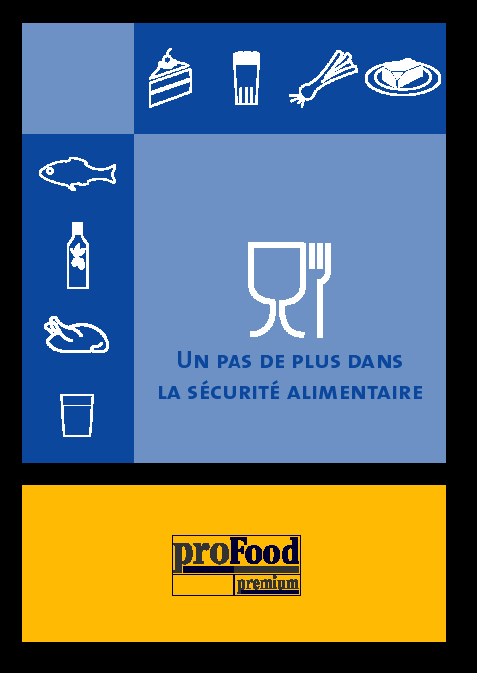 Un pas de plus dans
la sécurité alimentaire
proFood
premium